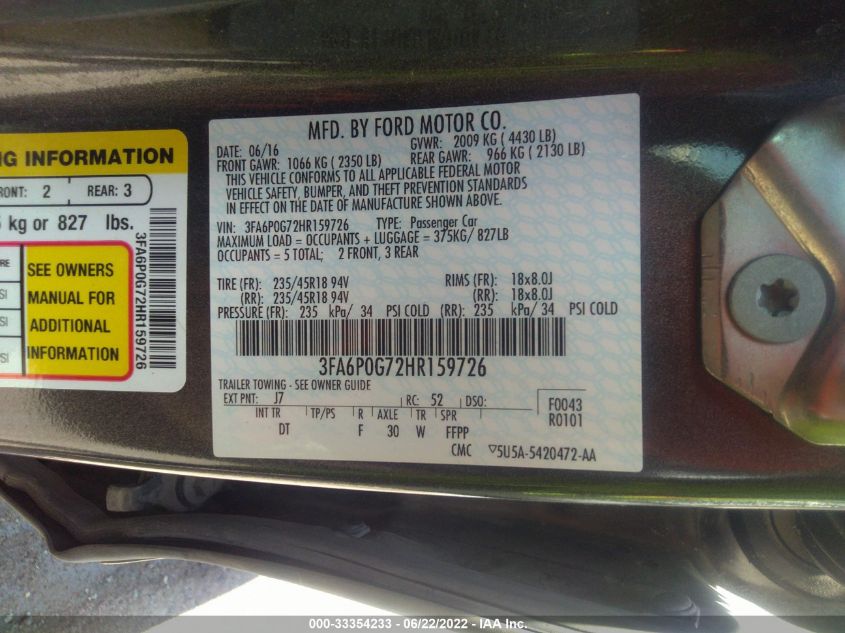 NG INFORMATION
RONT: 2 REAR: 3
kg or 827 lbs.
SEE OWNERS
MANUAL FOR
ADDITIONAL
INFORMATION
3FA6P0G72HR159726
MFD. BY FORD MOTOR CO.
DATE: 06/16 GVWR: 2009 KG ( 4430 LB)
FRONT GAWR: 1066 KG ( 2350 LB) REAR GAWR: 966 KG ( 2130 LB)
THIS VEHICLE CONFORMS TO ALL APPLICABLE FEDERAL MOTOR
VEHICLE SAFETY, BUMPER, AND THEFT PREVENTION STANDARDS
IN EFFECT ON THE DATE OF MANUFACTURE SHOWN ABOVE.
VIN: 3FA6P0G72HR159726 TYPE: Passenger Car
MAXIMUM LOAD = OCCUPANTS + LUGGAGE = 375KG/ 827LB
OCCUPANTS = 5 TOTAL; 2 FRONT, 3 REAR
TIRE (FR): 235/45R18 94V RIMS (FR): 18x8.0J
(RR): 235/45R18 94V (RR): 18x8.0J
PRESSURE (FR): 235 kPa/ 34 PSI COLD (RR): 235 kPa/ 34 PSI COLD
3FA6P0G72HR159726
TRAILER TOWING - SEE OWNER GUIDE
EXT PNT: J7 RC: 52 DSO:
F0043
R0101
INT TR TP/PS R AXLE TR SPR
DT F 30 W FFPP
CMC ▽5U5A-5420472-AA
000-33354233 - 06/22/2022 - IAA Inc.